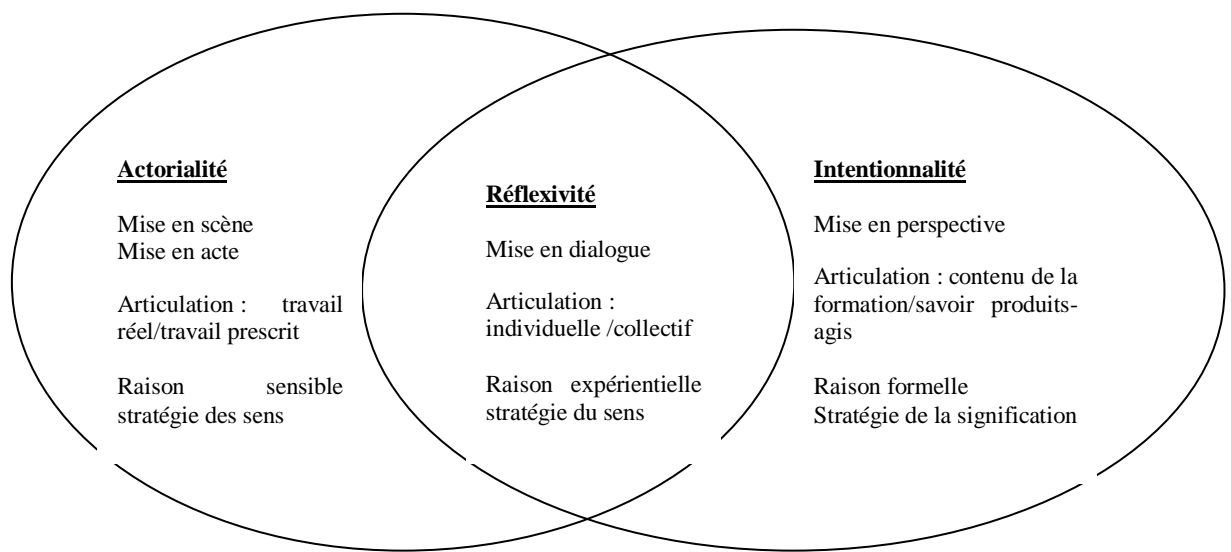 Actorialité
Mise en scène
Mise en acte
Articulation : travail
réel/travail prescrit
Raison sensible
stratégie des sens
Réflexivité
Mise en dialogue
Articulation :
individuelle /collectif
Raison expérientielle
stratégie du sens
Intentionnalité
Mise en perspective
Articulation : contenu de la
formation/savoir produits-
agis
Raison formelle
Stratégie de la signification